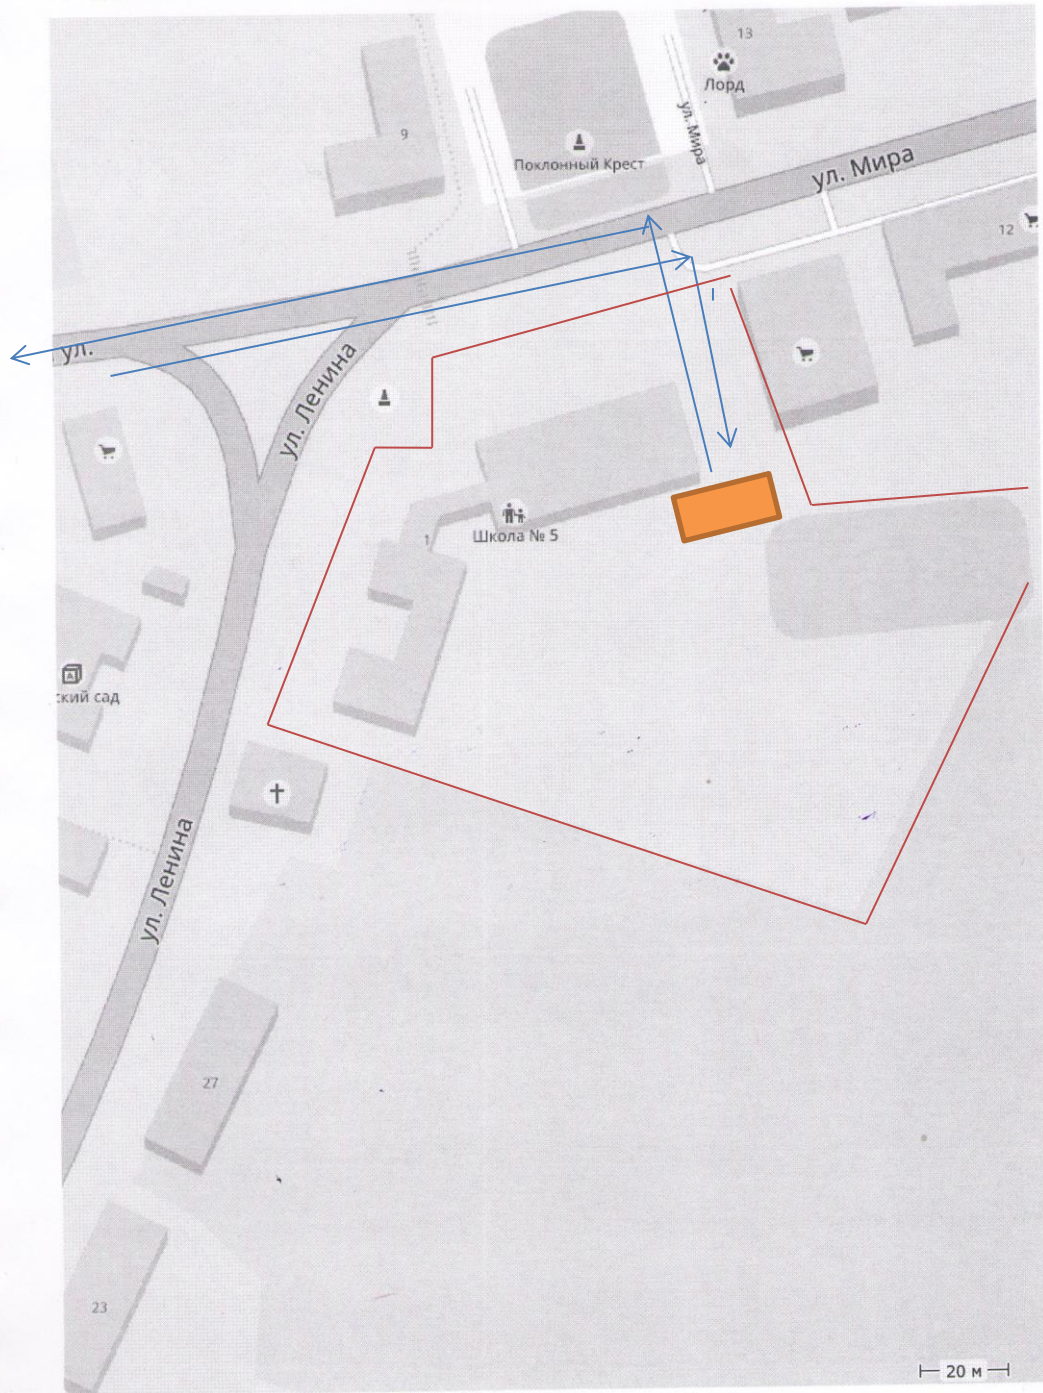 13
Лорд
9
ул. Мира
Поклонный Крест
ул. Мира
12
ул.
ул. Ленина
1
Школа № 5
ский сад
ул. Ленина
27
23
20 м